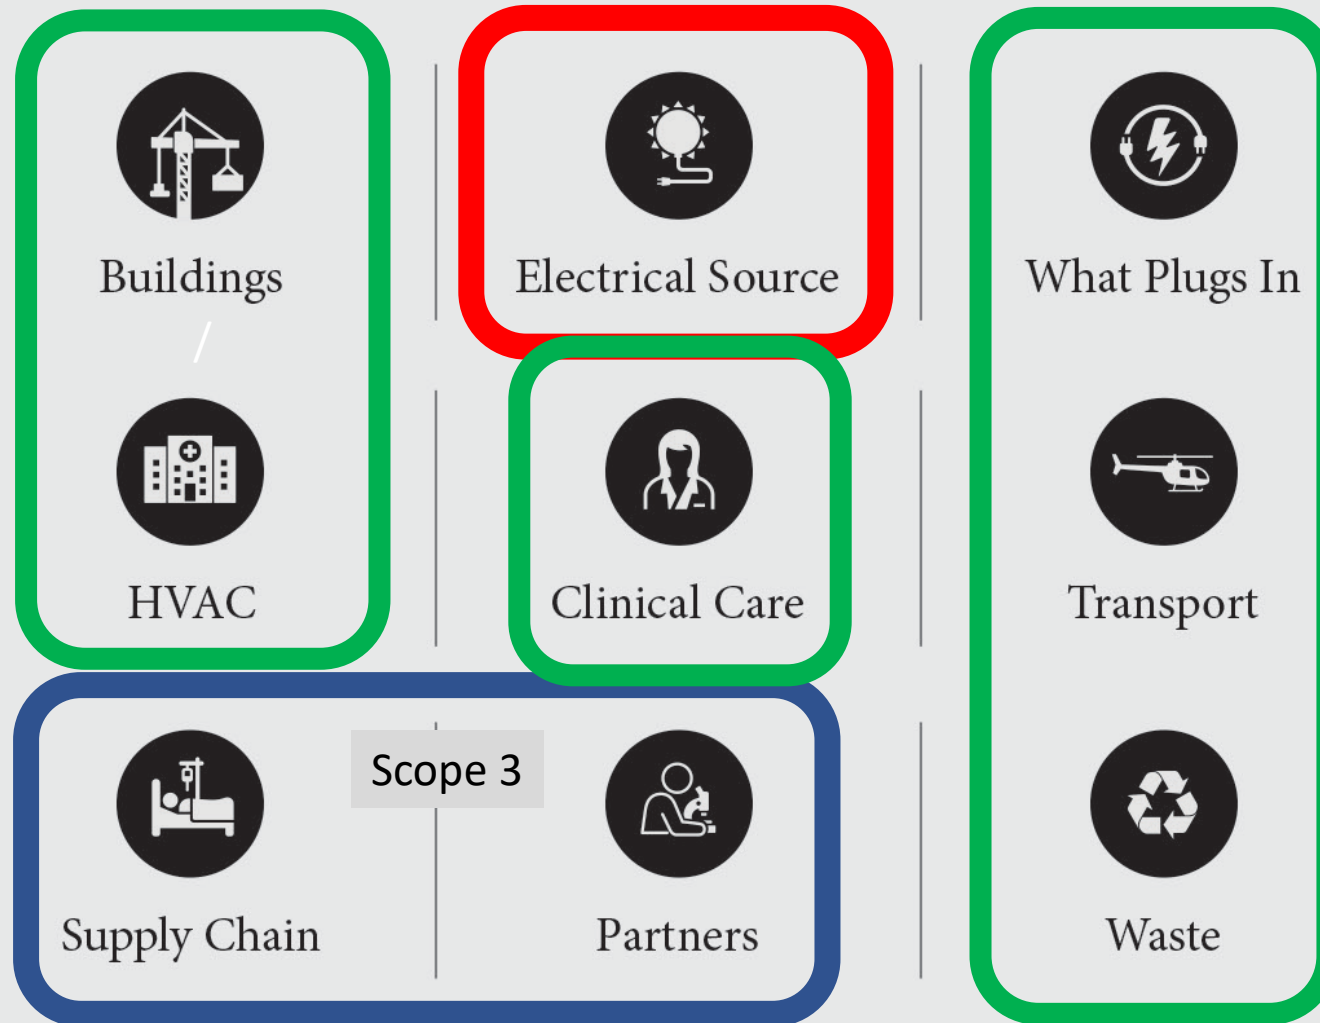 Buildings
Electrical Source
What Plugs In
/
HVAC
Clinical Care
Transport
Scope 3
Supply Chain
Partners
Waste